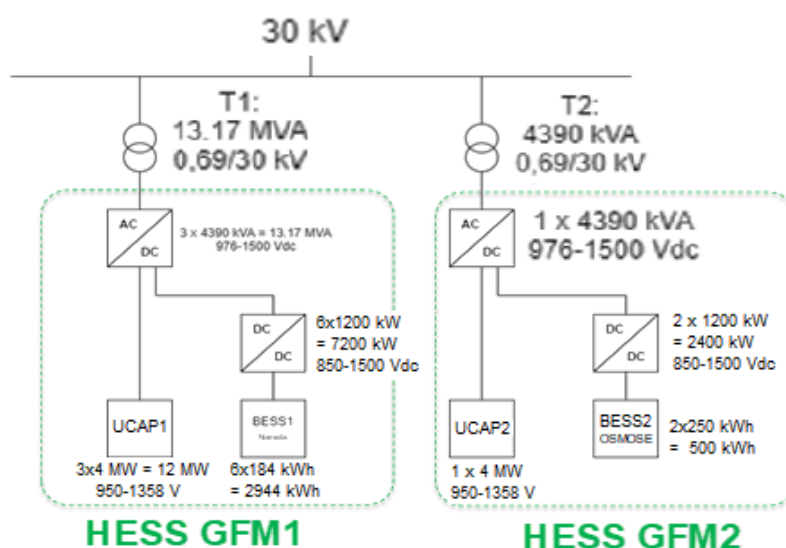 30 kV
T1:
13.17 MVA
0,69/30 kV
T2:
4390 kVA
0,69/30 kV
AC
DC
3 x 4390 kVA = 13.17 MVA
976-1500 Vdc
AC
DC
1 x 4390 kVA
976-1500 Vdc
DC
DC
6x1200 kW
= 7200 kW
850-1500 Vdc
DC
DC
2 x 1200 kW
= 2400 kW
850-1500 Vdc
UCAP1
3x4 MW = 12 MW
950-1358 V
BESS1
Narada
6x184 kWh
= 2944 kWh
UCAP2
1 x 4 MW
950-1358 V
BESS2
OSMOSE
2x250 kWh
= 500 kWh
HESS GFM1
HESS GFM2